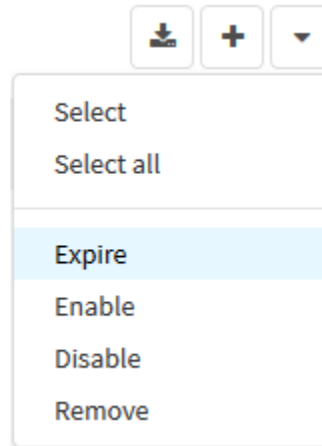 Select
Select all
Expire
Enable
Disable
Remove